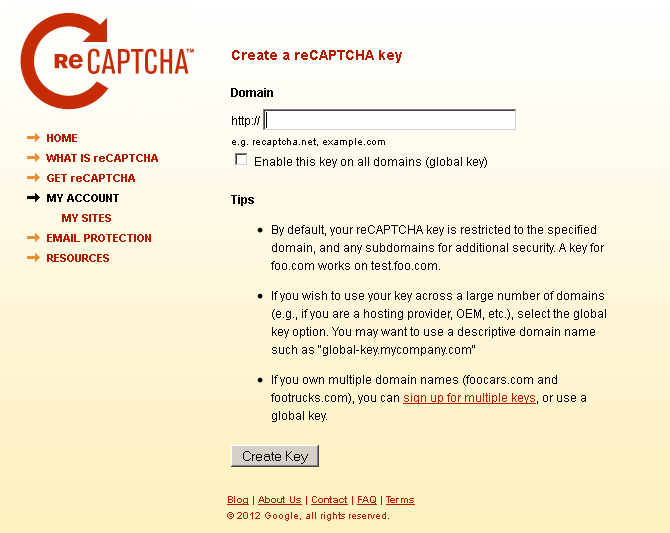 reCAPTCHA™
HOME
WHAT IS reCAPTCHA
GET reCAPTCHA
MY ACCOUNT
MY SITES
EMAIL PROTECTION
RESOURCES
Create a reCAPTCHA key
Domain
http://
e.g. recaptcha.net, example.com
Enable this key on all domains (global key)
Tips
• By default, your reCAPTCHA key is restricted to the specified
domain, and any subdomains for additional security. A key for
foo.com works on test.foo.com.
• If you wish to use your key across a large number of domains
(e.g., if you are a hosting provider, OEM, etc.), select the global
key option. You may want to use a descriptive domain name
such as "global-key.mycompany.com"
• If you own multiple domain names (foocars.com and
footrucks.com), you can sign up for multiple keys, or use a
global key.
Create Key
Blog | About Us | Contact | FAQ | Terms
© 2012 Google, all rights reserved.